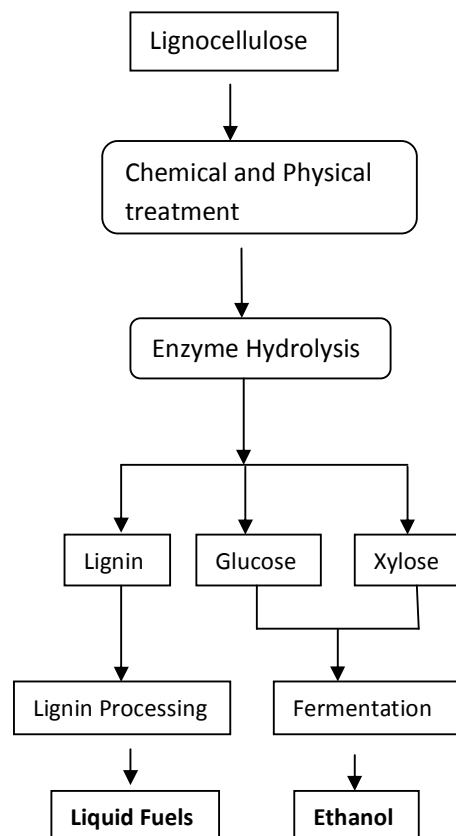 Lignocellulose
Chemical and Physical
treatment
Enzyme Hydrolysis
Lignin
Glucose
Xylose
Lignin Processing
Fermentation
Liquid Fuels
Ethanol